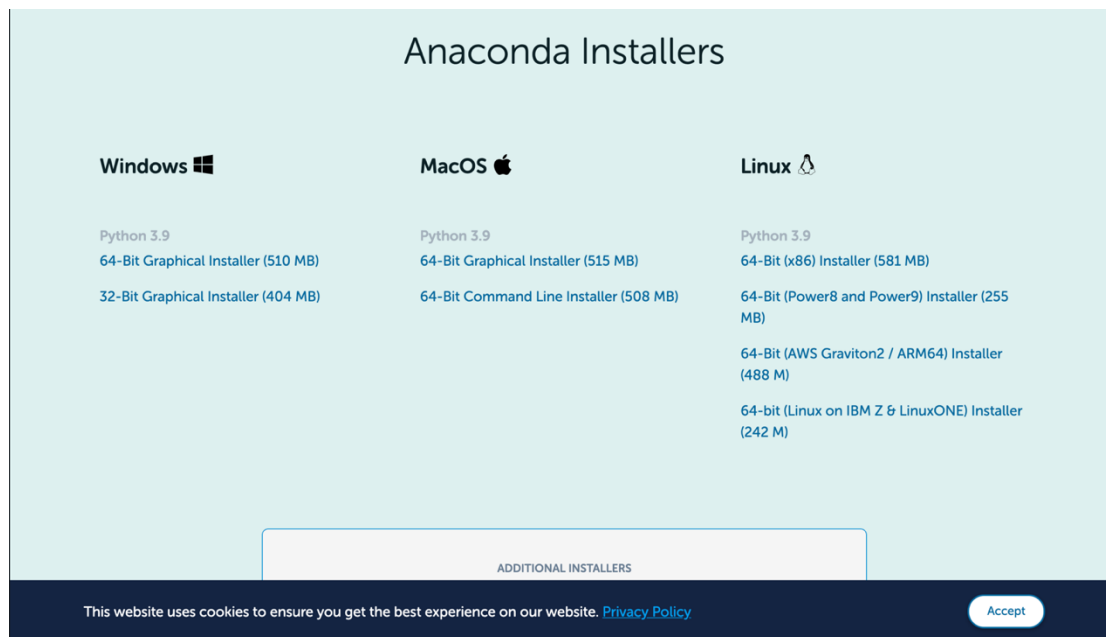 Anaconda Installers
Windows
Python 3.9
64-Bit Graphical Installer (510 MB)
32-Bit Graphical Installer (404 MB)
MacOS
Python 3.9
64-Bit Graphical Installer (515 MB)
64-Bit Command Line Installer (508 MB)
Linux
Python 3.9
64-Bit (x86) Installer (581 MB)
64-Bit (Power8 and Power9) Installer (255
MB)
64-Bit (AWS Graviton2 / ARM64) Installer
(488 M)
64-bit (Linux on IBM Z & LinuxONE) Installer
(242 M)
ADDITIONAL INSTALLERS
This website uses cookies to ensure you get the best experience on our website. Privacy Policy
Accept